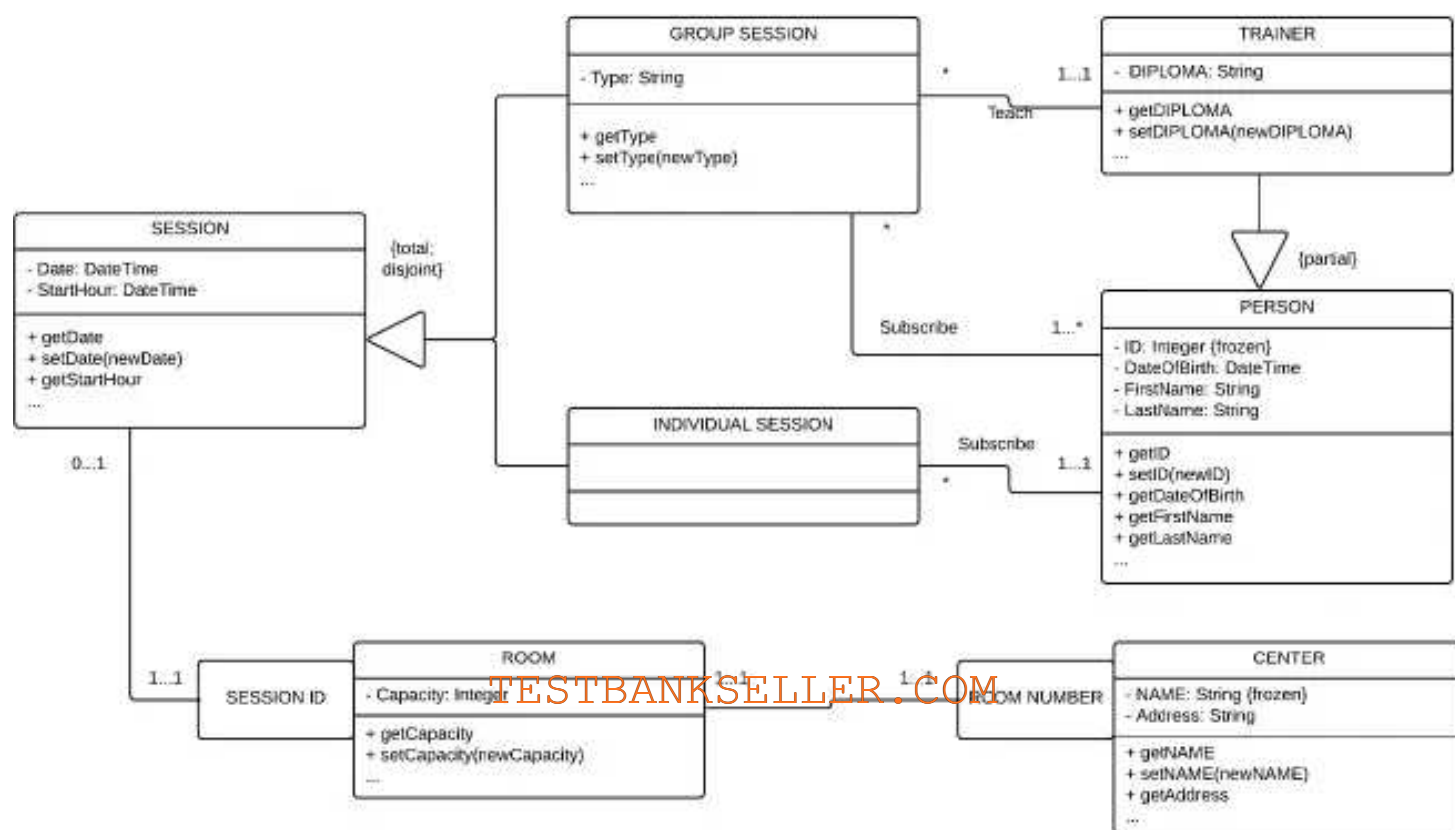 GROUP SESSION
- Type: String
+ getType
+ setType(newType)
...
*
1...1
Teach
TRAINER
- DIPLOMA: String
+ getDIPLOMA
+ setDIPLOMA(newDIPLOMA)
...
SESSION
- Date: DateTime
- StartHour: DateTime
+ getDate
+ setDate(newDate)
+ getStartHour
...
{total;
disjoint}
*
Subscribe
1...*
{partial}
PERSON
- ID: Integer {frozen}
- DateOfBirth: DateTime
- FirstName: String
- LastName: String
+ getID
+ setID(newID)
+ getDateOfBirth
+ getFirstName
+ getLastName
...
INDIVIDUAL SESSION
Subscribe
1...1
*
0...1
1...1
SESSION ID
ROOM
- Capacity: Integer
+ getCapacity
+ setCapacity(newCapacity)
...
1...1
1...1
ROOM NUMBER
CENTER
- NAME: String {frozen}
- Address: String
+ getNAME
+ setNAME(newNAME)
+ getAddress
...
TESTBANKSELLER.COM